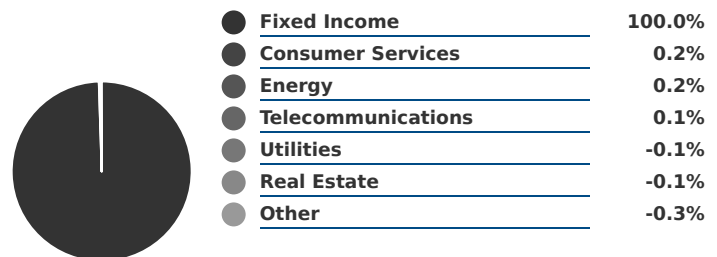 Fixed Income 100.0%
Consumer Services 0.2%
Energy 0.2%
Telecommunications 0.1%
Utilities -0.1%
Real Estate -0.1%
Other -0.3%